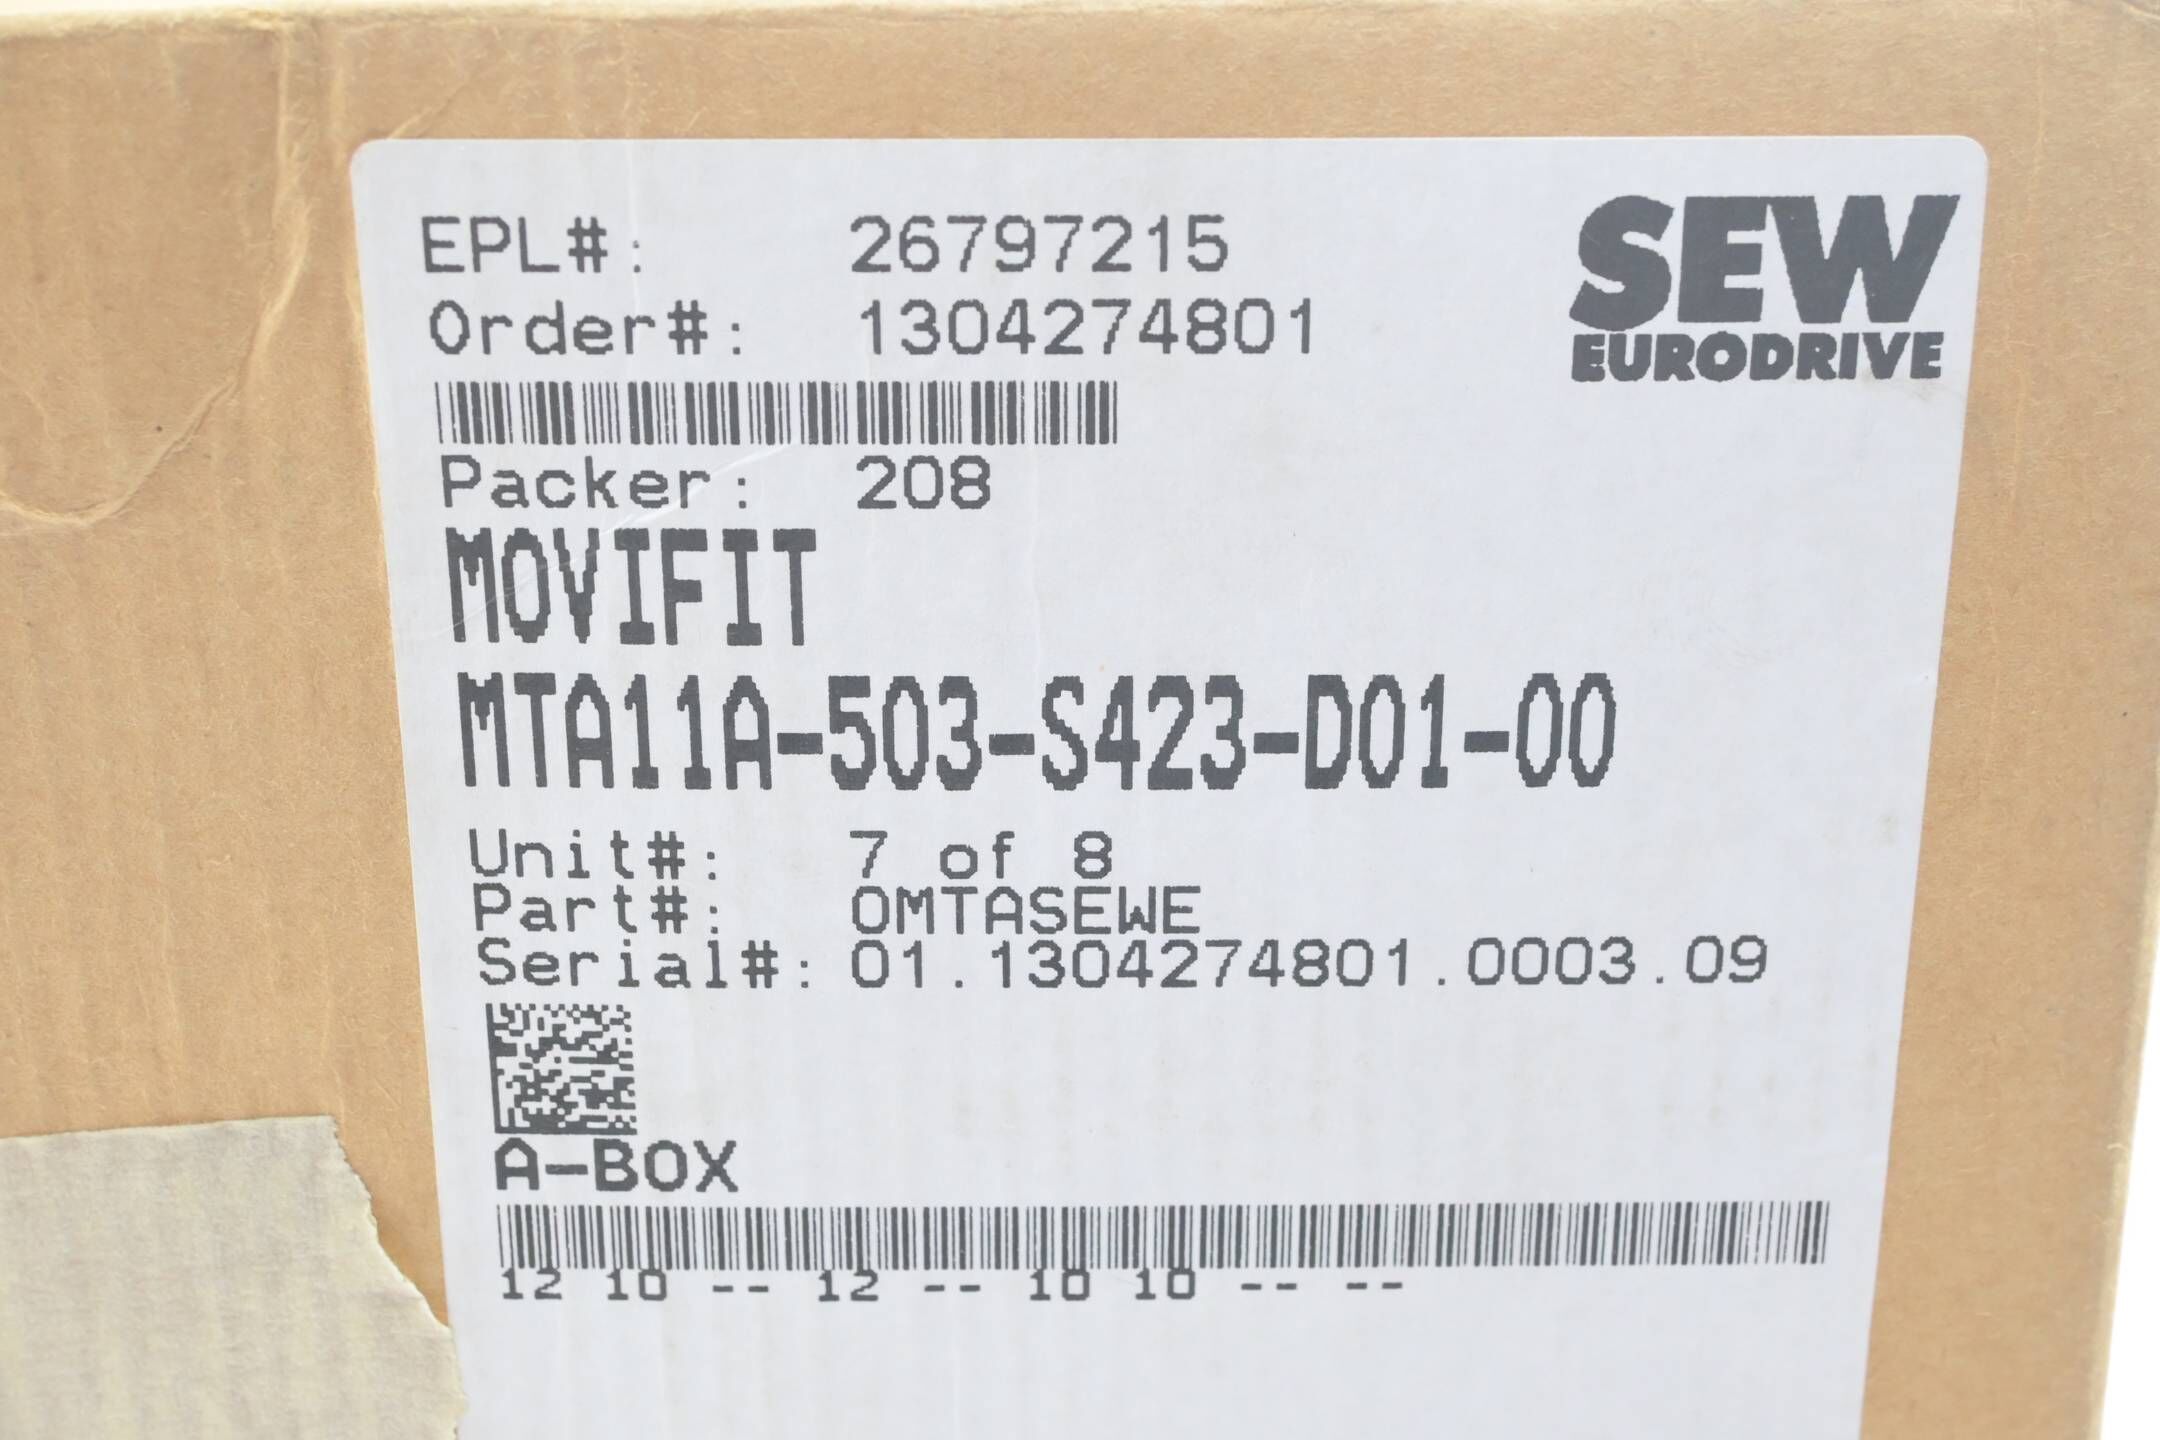 EPL#: 26797215
SEW
EURODRIVE
Order#: 1304274801
Packer: 208
MOVIFIT
MTA11A-503-S423-D01-00
Unit#: 7 of 8
Part#: OMTASEWE
Serial#: 01.1304274801.0003.09
A-BOX
12 10 -- 12 -- 10 10 -- --